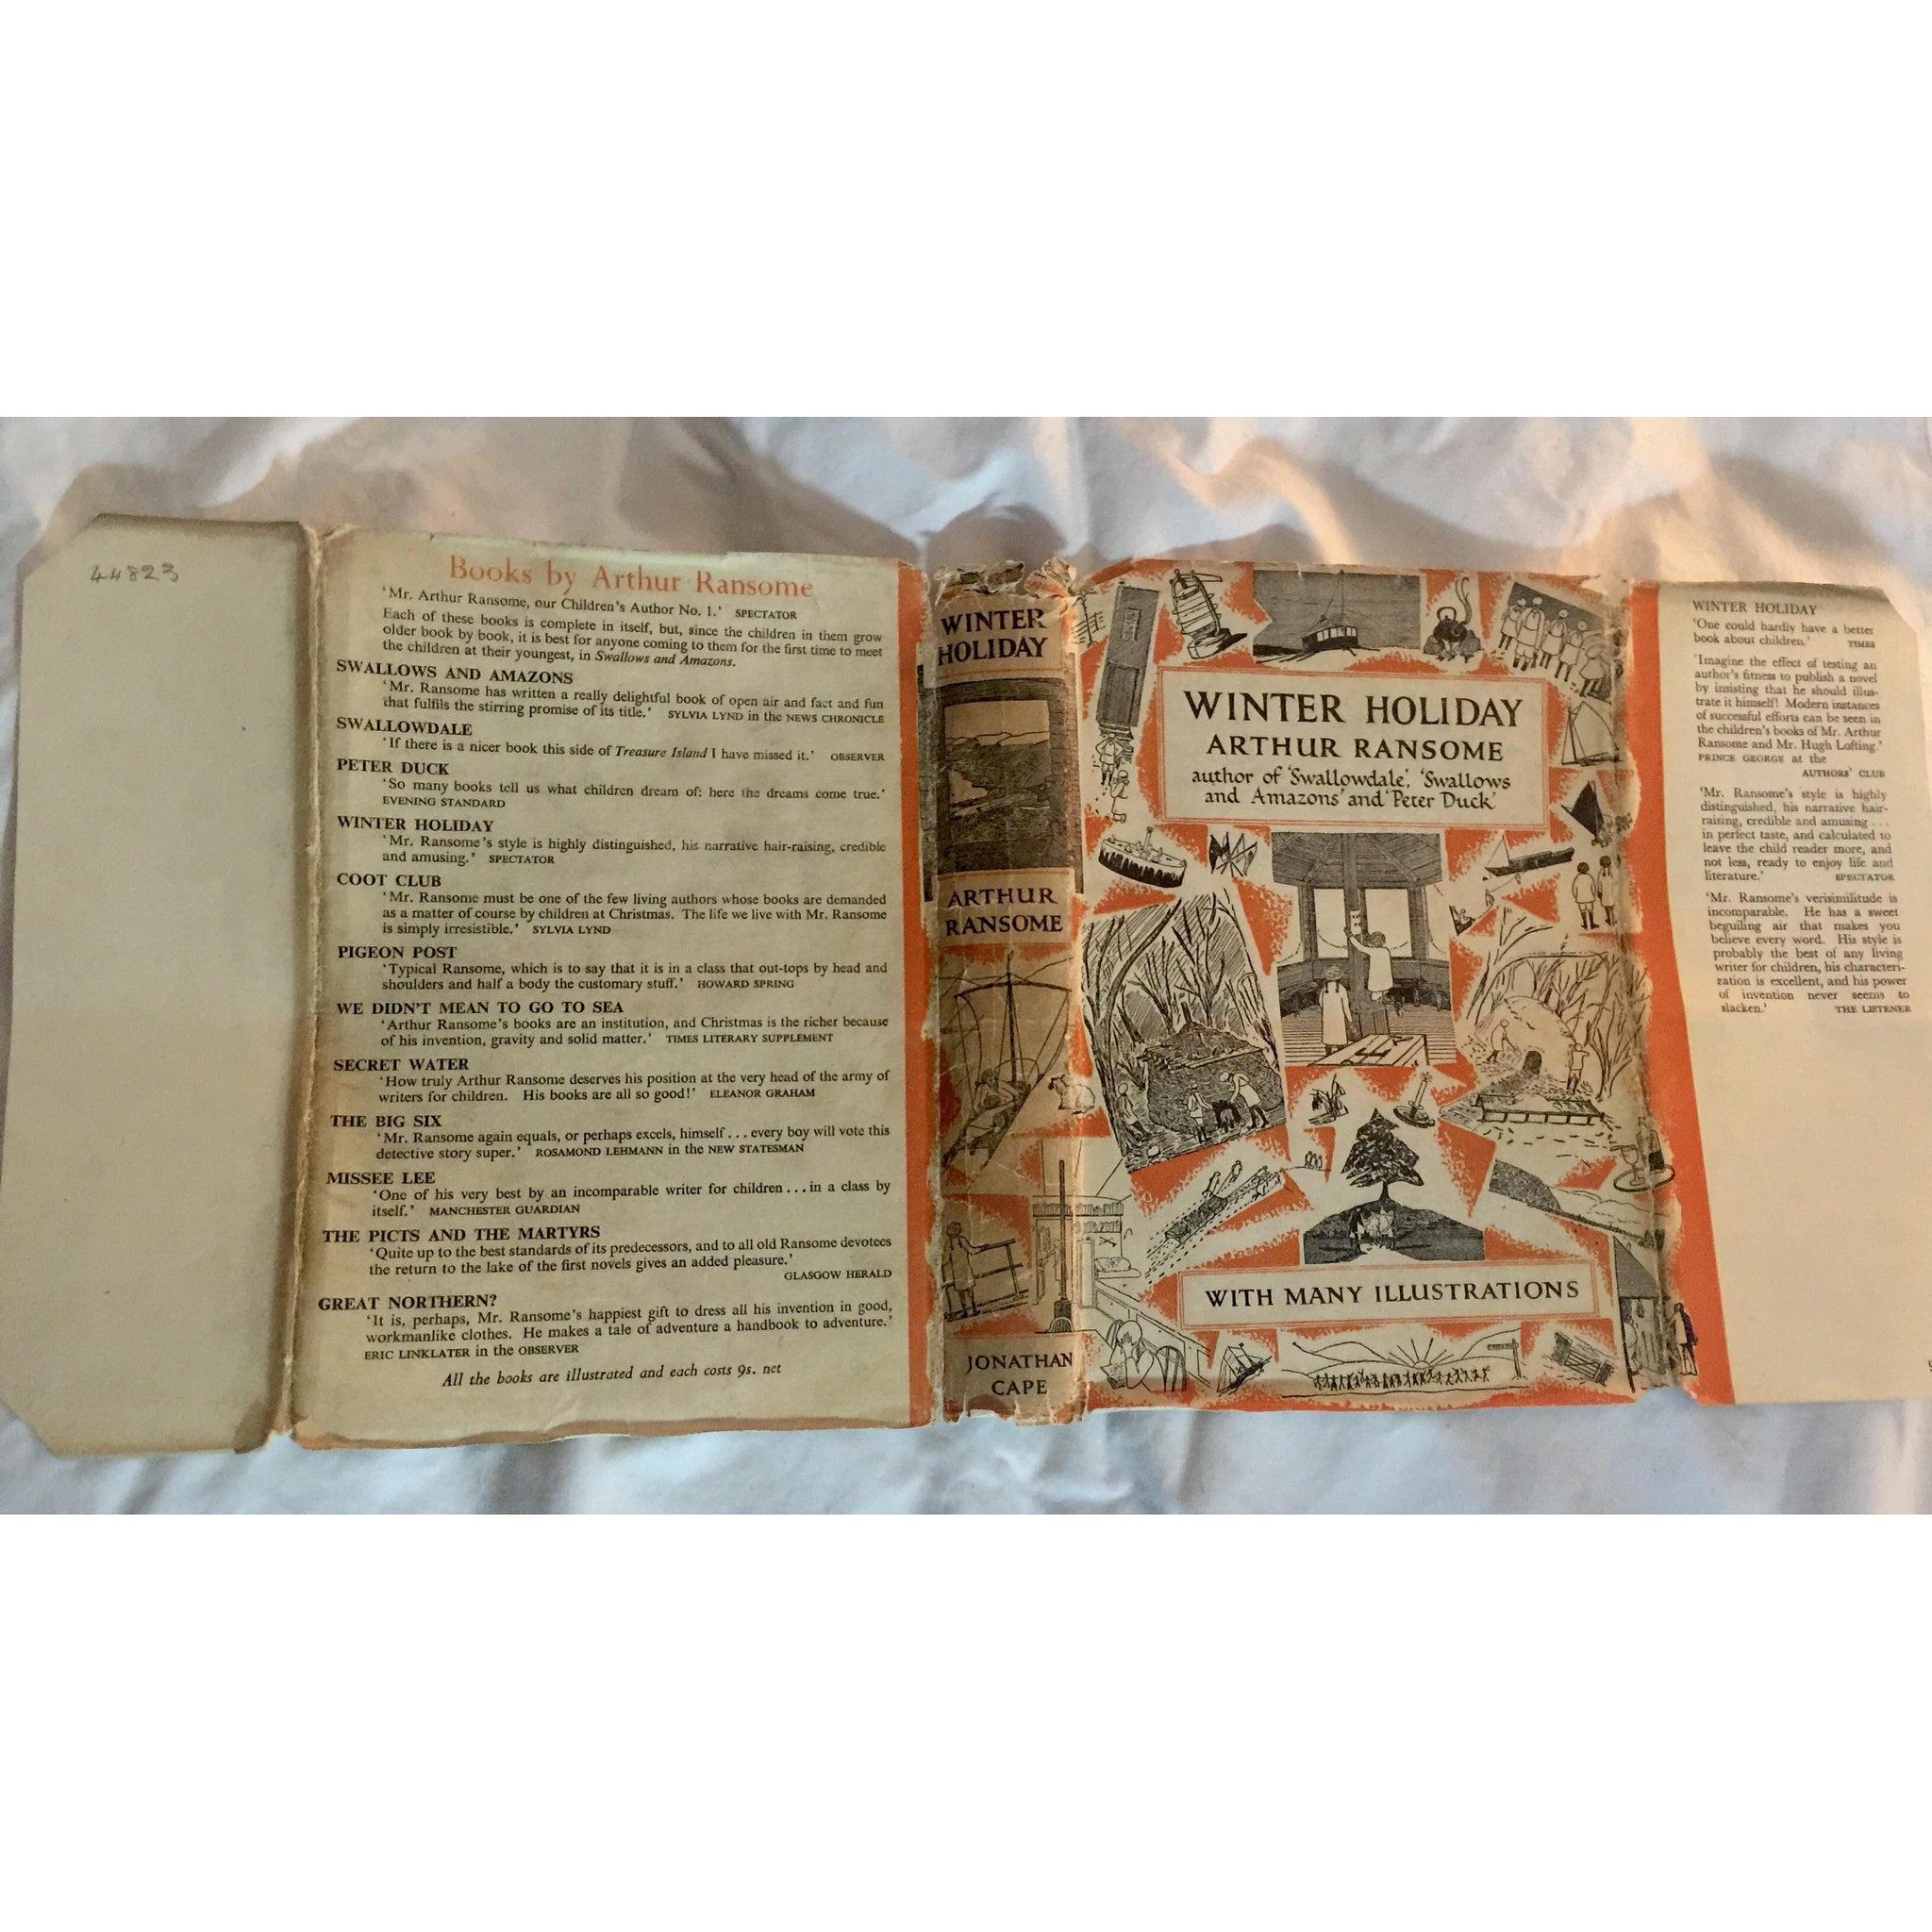 44823
Books by Arthur Ransome
'Mr. Arthur Ransome, our Children's Author No. 1.' SPECTATOR
Each of these books is complete in itself, but, since the children in them grow
older book by book, it is best for anyone coming to them for the first time to meet
the children at their youngest, in Swallows and Amazons.
SWALLOWS AND AMAZONS
'Mr. Ransome has written a really delightful book of open air and fact and fun
that fulfils the stirring promise of its title.' SYLVIA LYND in the NEWS CHRONICLE
SWALLOWDALE
'If there is a nicer book this side of Treasure Island I have missed it.' OBSERVER
PETER DUCK
'So many books tell us what children dream of: here the dreams come true.'
EVENING STANDARD
WINTER HOLIDAY
'Mr. Ransome's style is highly distinguished, his narrative hair-raising, credible
and amusing.' SPECTATOR
COOT CLUB
'Mr. Ransome must be one of the few living authors whose books are demanded
as a matter of course by children at Christmas. The life we live with Mr. Ransome
is simply irresistible.' SYLVIA LYND
PIGEON POST
'Typical Ransome, which is to say that it is in a class that out-tops by head and
shoulders and half a body the customary stuff.' HOWARD SPRING
WE DIDN'T MEAN TO GO TO SEA
'Arthur Ransome's books are an institution, and Christmas is the richer because
of his invention, gravity and solid matter.' TIMES LITERARY SUPPLEMENT
SECRET WATER
'How truly Arthur Ransome deserves his position at the very head of the army of
writers for children. His books are all so good!' ELEANOR GRAHAM
THE BIG SIX
'Mr. Ransome again equals, or perhaps excels, himself . . . every boy will vote this
detective story super.' ROSAMOND LEHMANN in the NEW STATESMAN
MISSEE LEE
'One of his very best by an incomparable writer for children . . . in a class by
itself.' MANCHESTER GUARDIAN
THE PICTS AND THE MARTYRS
'Quite up to the best standards of its predecessors, and to all old Ransome devotees
the return to the lake of the first novels gives an added pleasure.'
GLASGOW HERALD
GREAT NORTHERN?
'It is, perhaps, Mr. Ransome's happiest gift to dress all his invention in good,
workmanlike clothes. He makes a tale of adventure a handbook to adventure.'
ERIC LINKLATER in the OBSERVER
All the books are illustrated and each costs 9s. net
WINTER
HOLIDAY
ARTHUR
RANSOME
JONATHAN
CAPE
WINTER HOLIDAY
ARTHUR RANSOME
author of 'Swallowdale', 'Swallows
and Amazons' and 'Peter Duck'
WITH MANY ILLUSTRATIONS
WINTER HOLIDAY
'One could hardly have a better
book about children.' TIMES
'Imagine the effect of testing an
author's fitness to publish a novel
by insisting that he should illus-
trate it himself! Modern instances
of successful efforts can be seen in
the children's books of Mr. Arthur
Ransome and Mr. Hugh Lofting.'
PRINCE GEORGE at the
AUTHORS' CLUB
'Mr. Ransome's style is highly
distinguished, his narrative hair-
raising, credible and amusing . . .
in perfect taste, and calculated to
leave the child reader more, and
not less, ready to enjoy life and
literature.' SPECTATOR
'Mr. Ransome's verisimilitude is
incomparable. He has a sweet
beguiling air that makes you
believe every word. His style is
probably the best of any living
writer for children, his characteri-
zation is excellent, and his power
of invention never seems to
slacken.' THE LISTENER